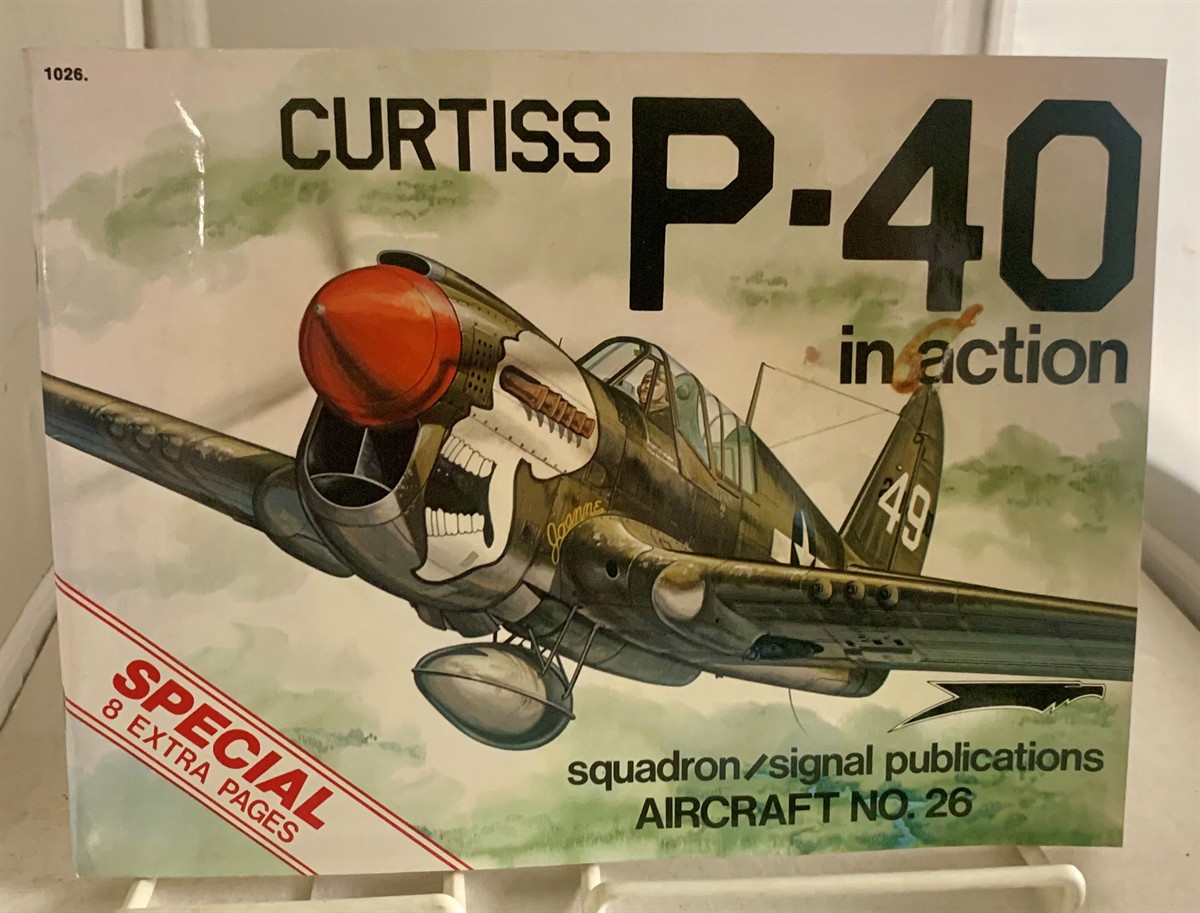 1026.
CURTISS P-40
in action
49
Joanne
SPECIAL
8 EXTRA PAGES
squadron/signal publications
AIRCRAFT NO. 26